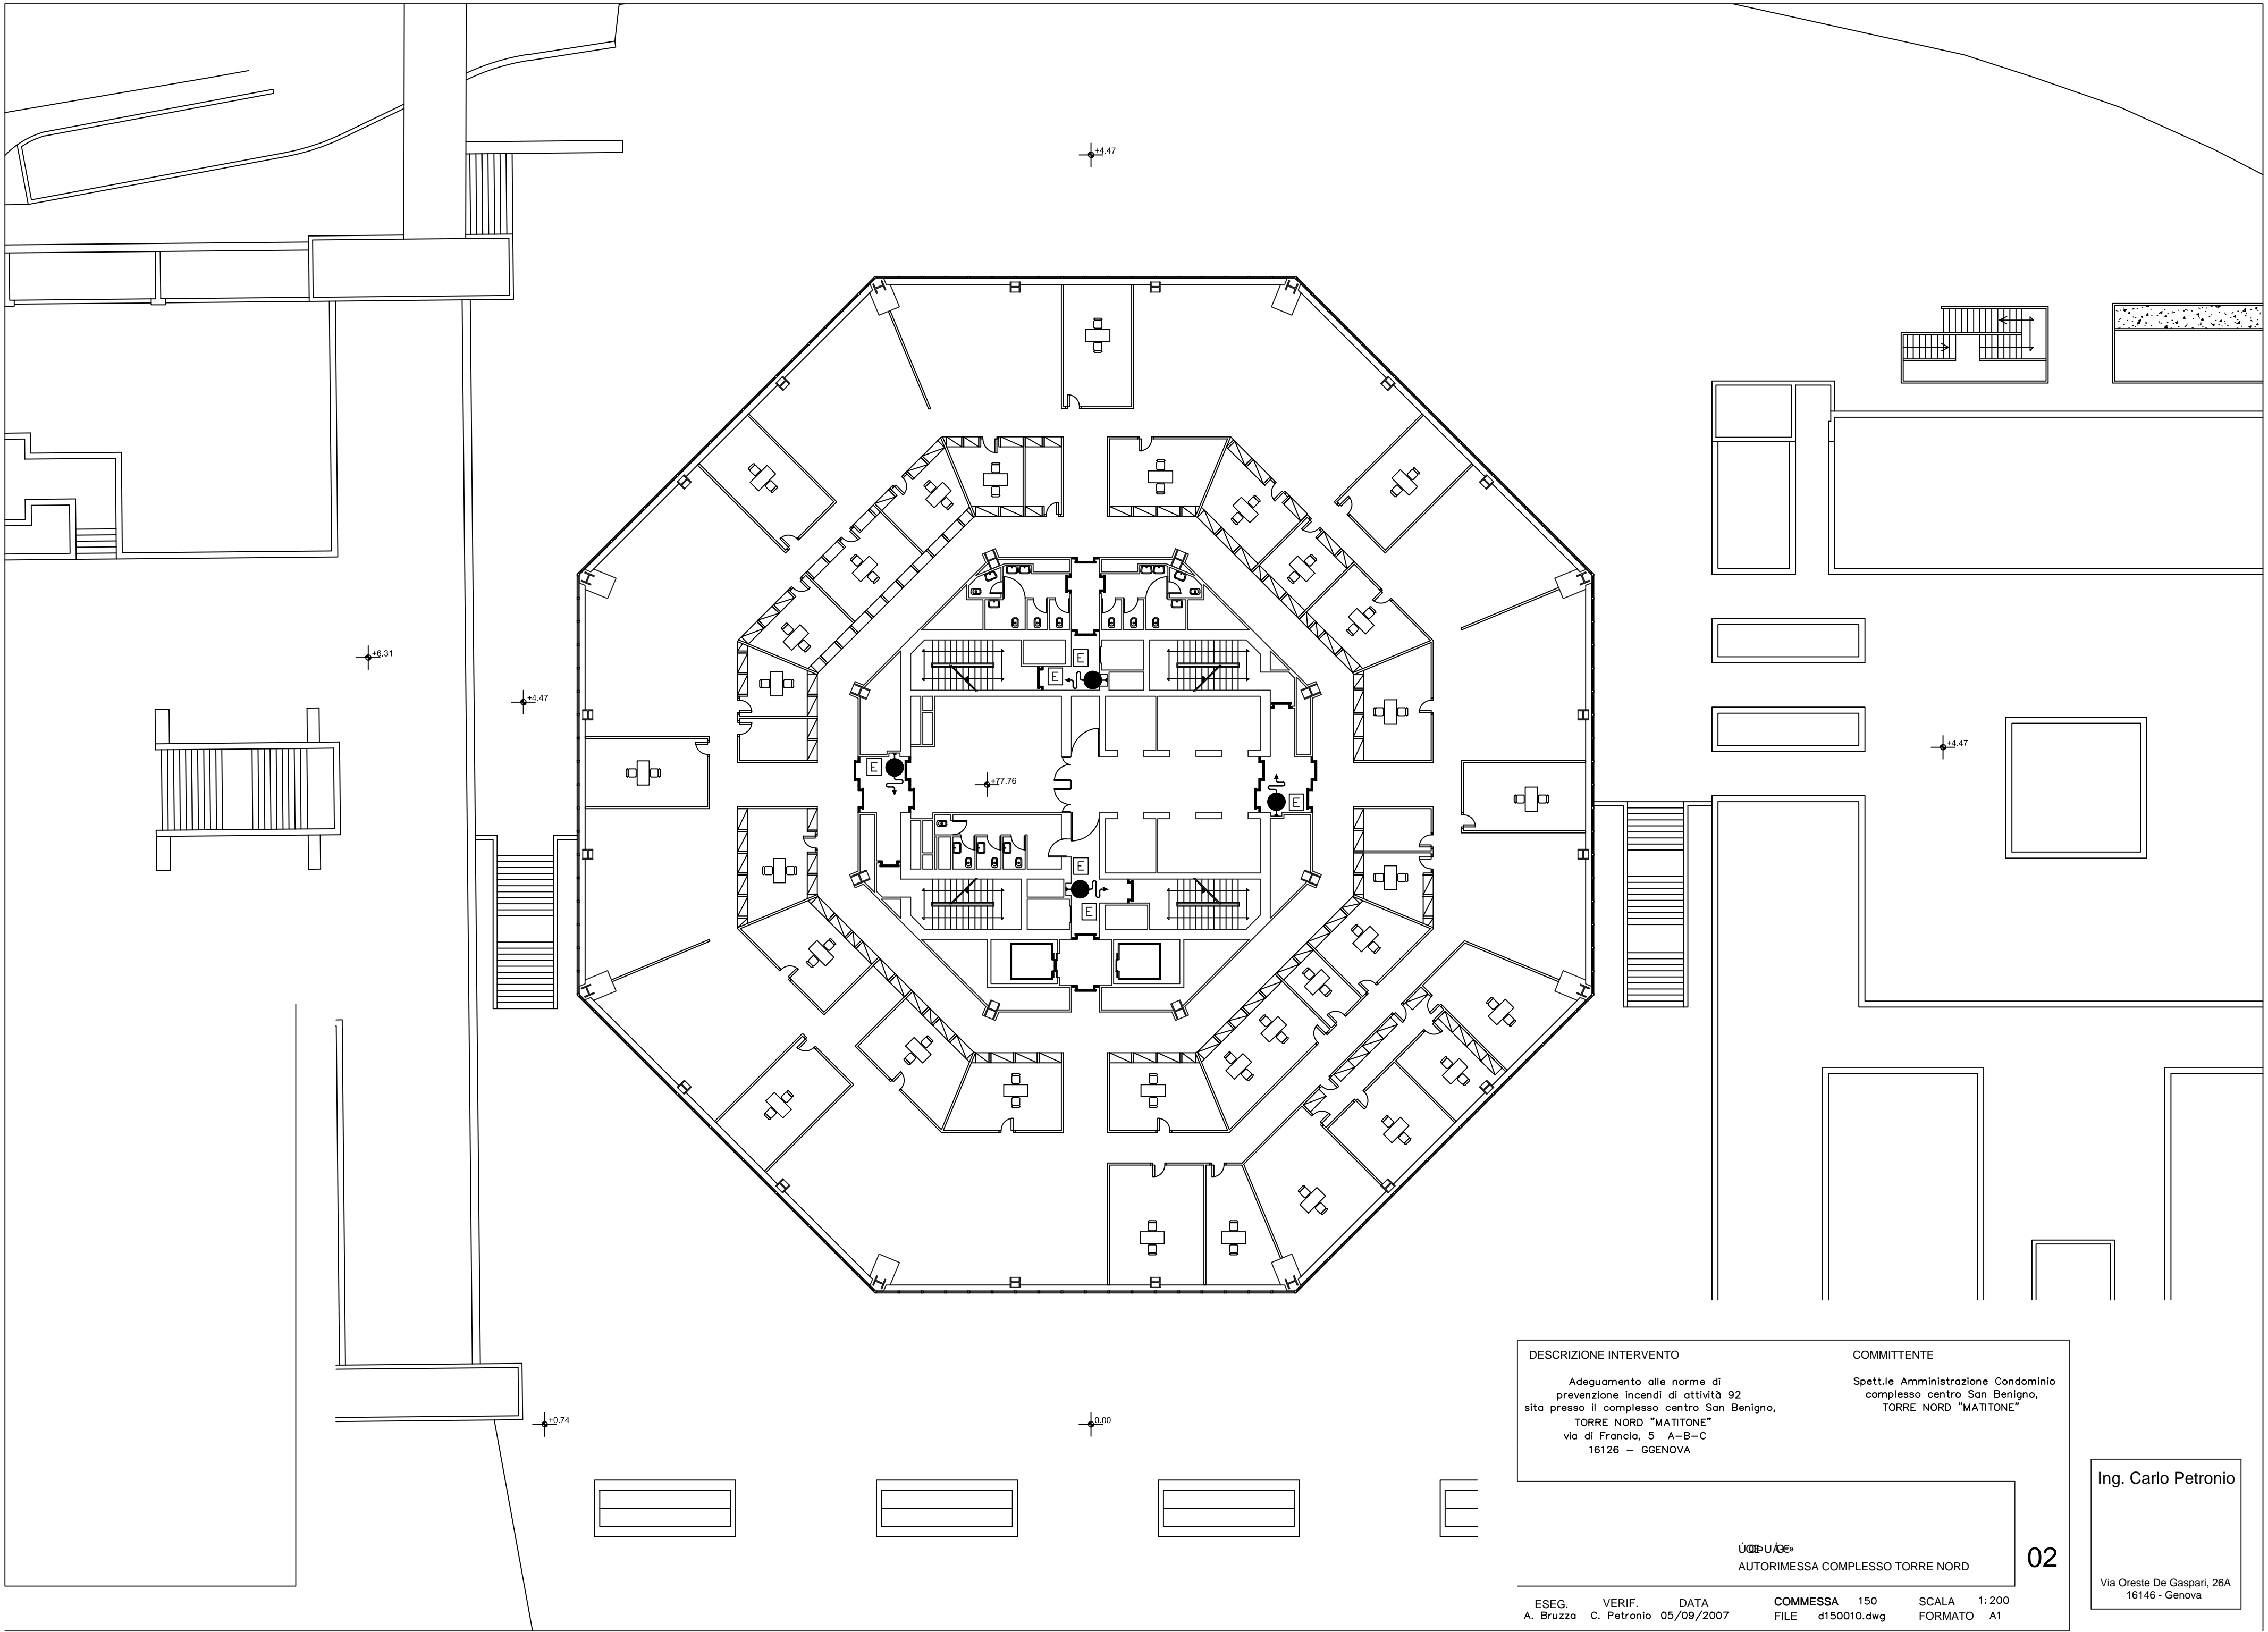 +4.47
+6.31
+4.47
+4.47
E
E
E
+77.76
E
E
E
+0.74
0.00
DESCRIZIONE INTERVENTO
Adeguamento alle norme di
prevenzione incendi di attività 92
sita presso il complesso centro San Benigno,
TORRE NORD "MATITONE"
via di Francia, 5 A-B-C
16126 - GGENOVA
COMMITTENTE
Spett.le Amministrazione Condominio
complesso centro San Benigno,
TORRE NORD "MATITONE"
AUTORIMESSA COMPLESSO TORRE NORD
02
ESEG. VERIF. DATA COMMESSA 150 SCALA 1:200
A. Bruzza C. Petronio 05/09/2007 FILE d150010.dwg FORMATO A1
Ing. Carlo Petronio
Via Oreste De Gaspari, 26A
16146 - Genova